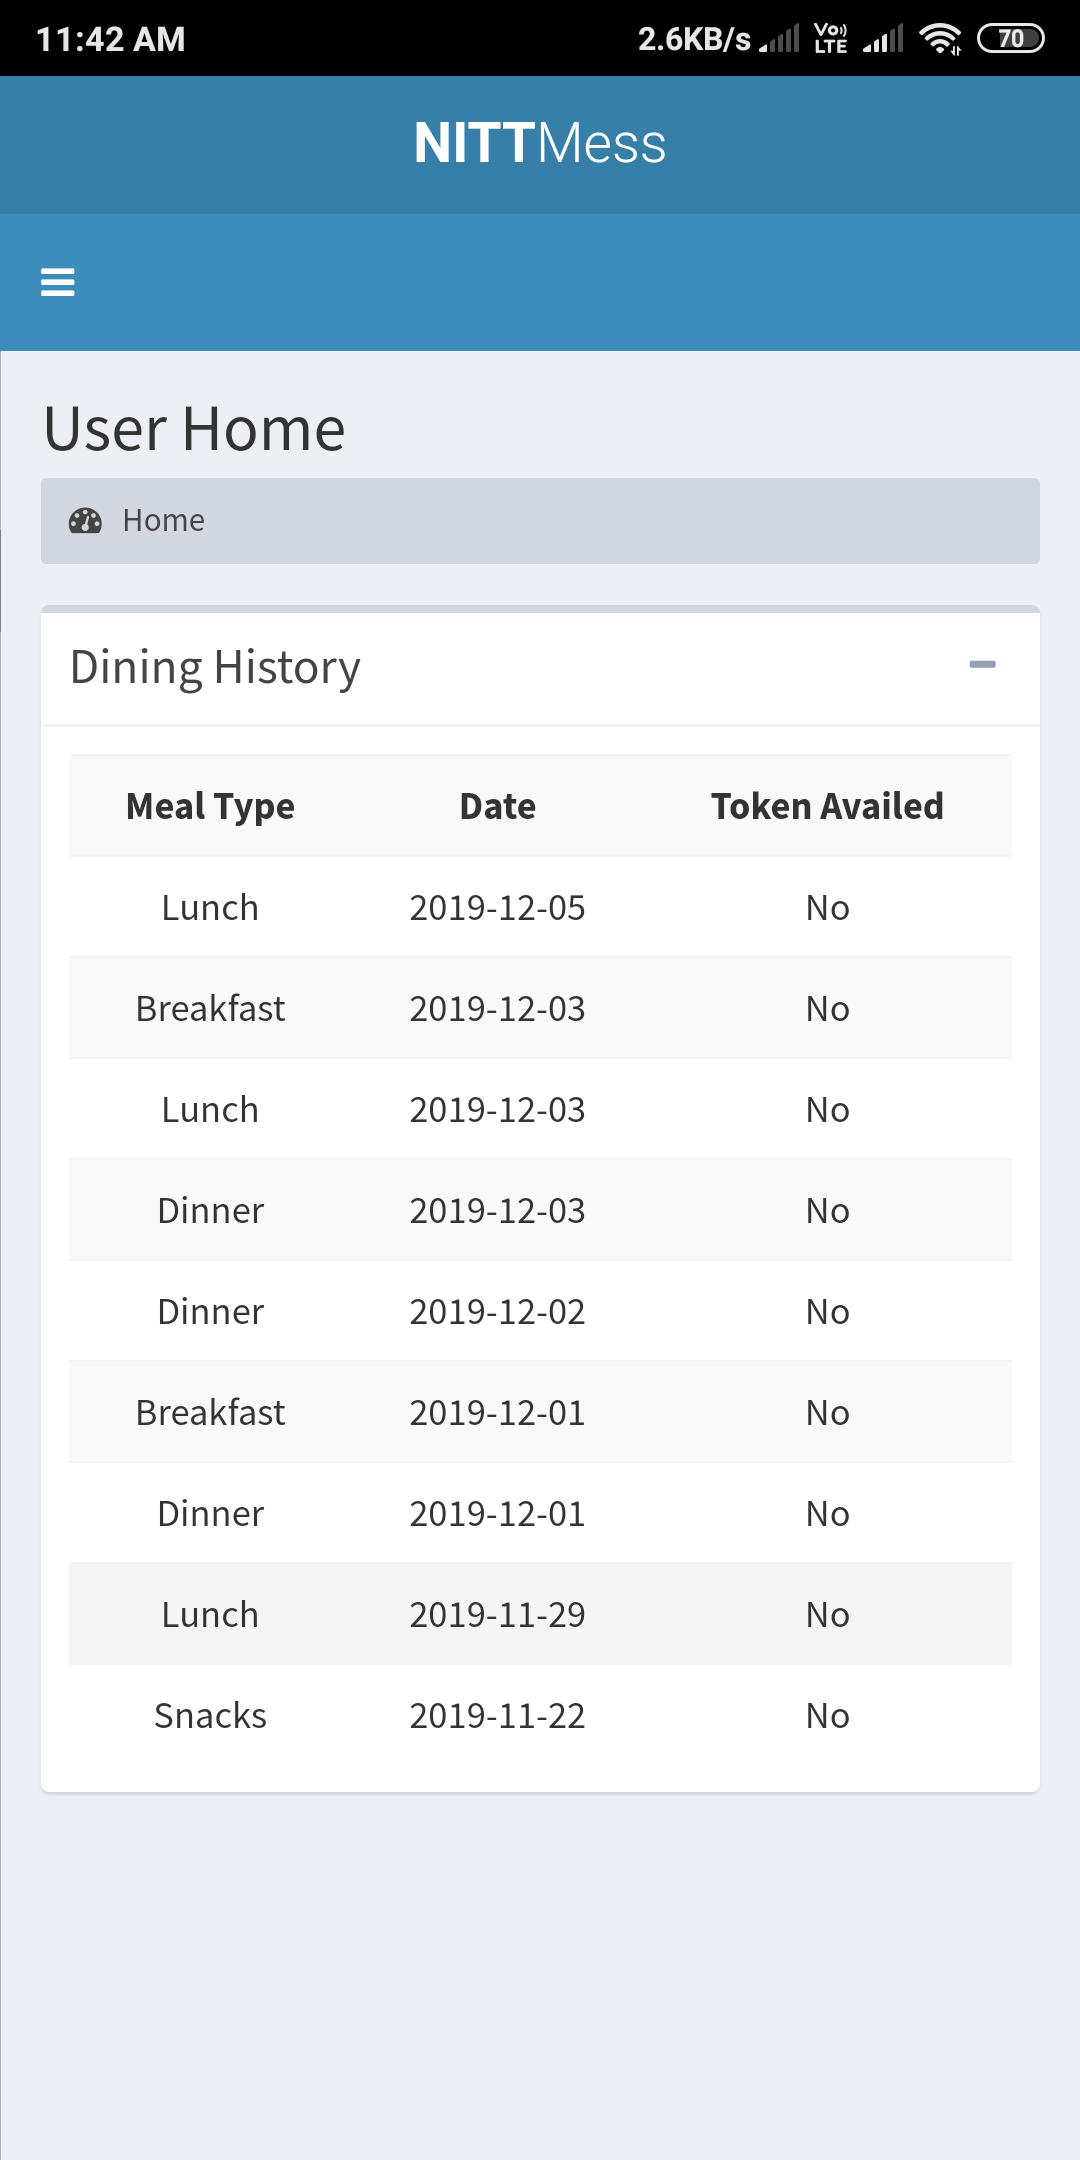 11:42 AM 2.6KB/s Vo LTE 70
NITTMess
User Home
Home
Dining History
Meal Type Date Token Availed
Lunch 2019-12-05 No
Breakfast 2019-12-03 No
Lunch 2019-12-03 No
Dinner 2019-12-03 No
Dinner 2019-12-02 No
Breakfast 2019-12-01 No
Dinner 2019-12-01 No
Lunch 2019-11-29 No
Snacks 2019-11-22 No